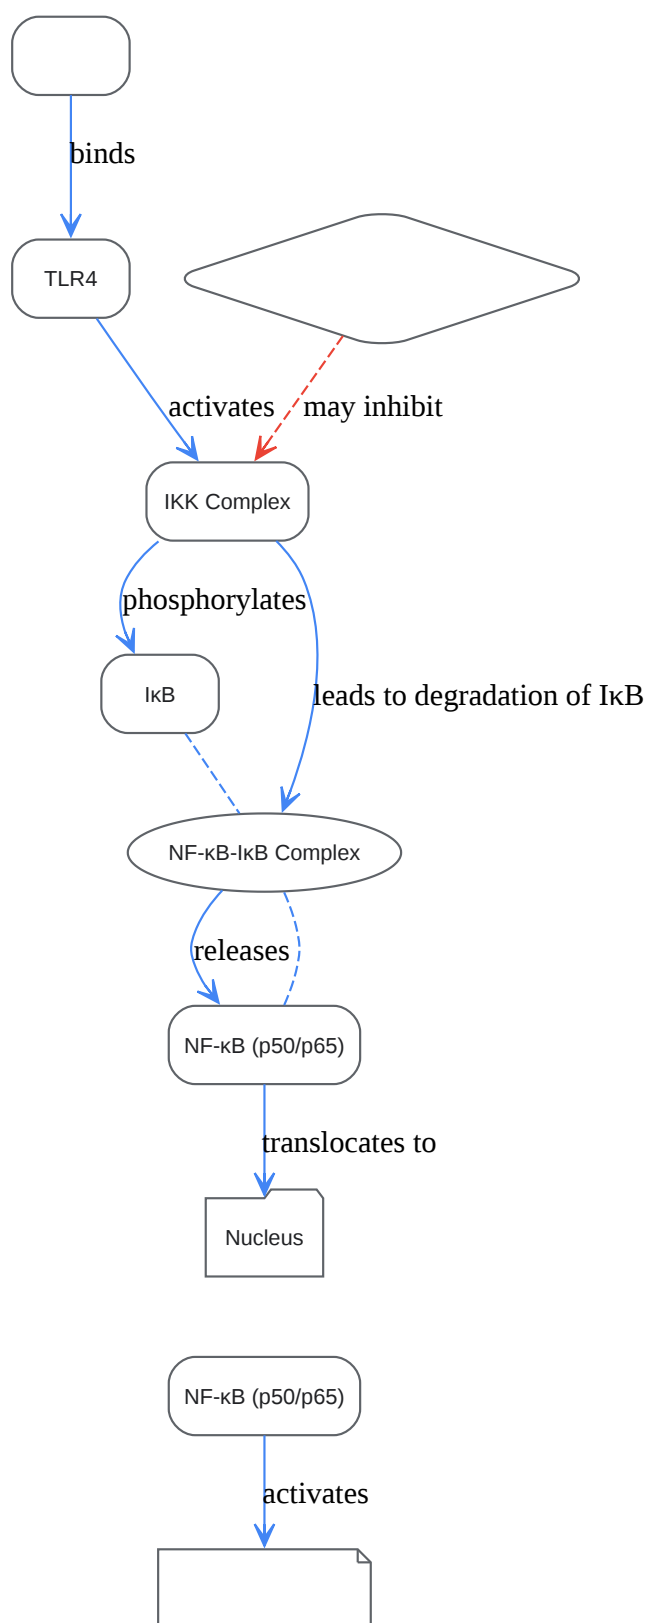 binds
TLR4
activates
may inhibit
IKK Complex
phosphorylates
IκB
leads to degradation of IκB
NF-κB-IκB Complex
releases
NF-κB (p50/p65)
translocates to
Nucleus
NF-κB (p50/p65)
activates